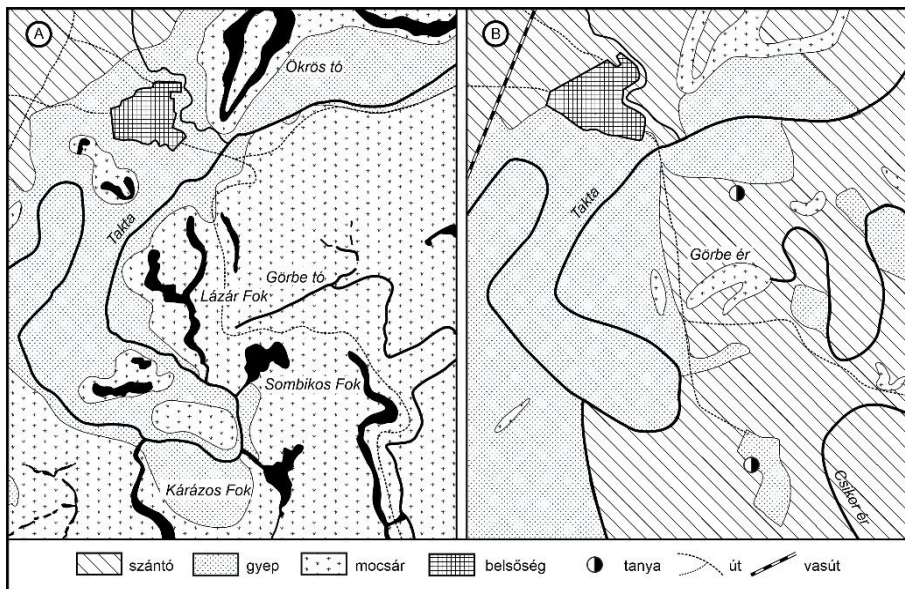 A
Ökrös tó
Takta
Görbe tó
Lázár Fok
Sombikos Fok
Kárázos Fok
B
Takta
Görbe ér
Csikor ér
szántó
gyep
mocsár
belsőség
tanya
út
vasút